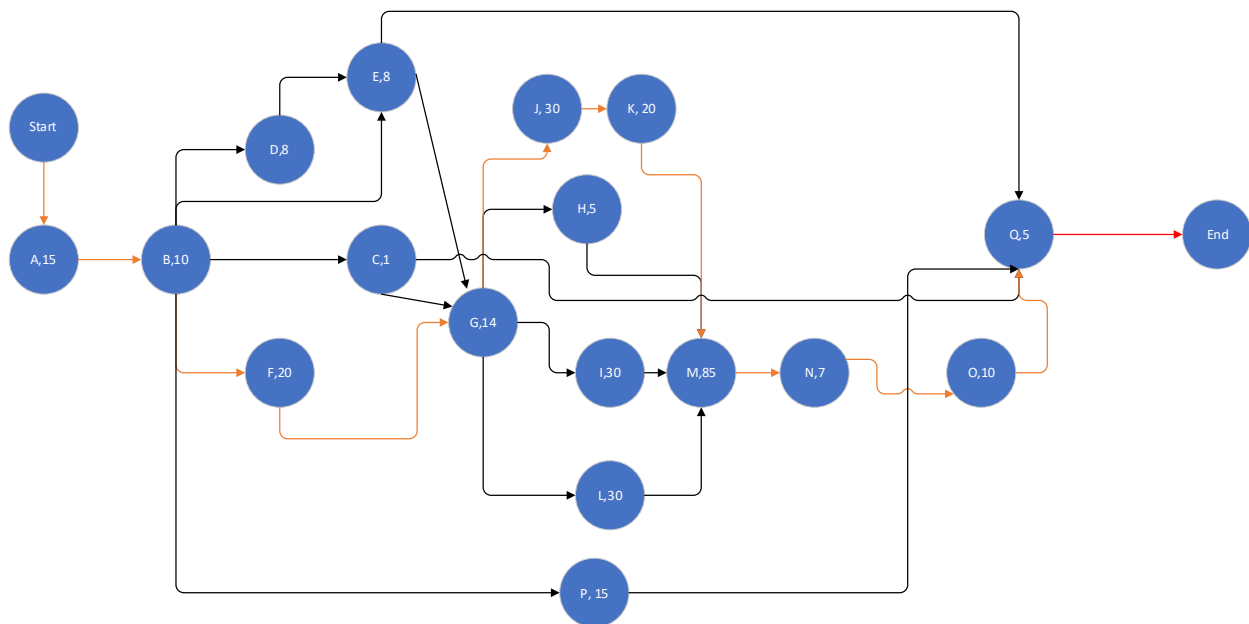 E,8
J, 30
K, 20
Start
D,8
H,5
Q,5
End
A,15
B,10
C,1
G,14
F,20
I,30
M,85
N,7
O,10
L,30
P, 15